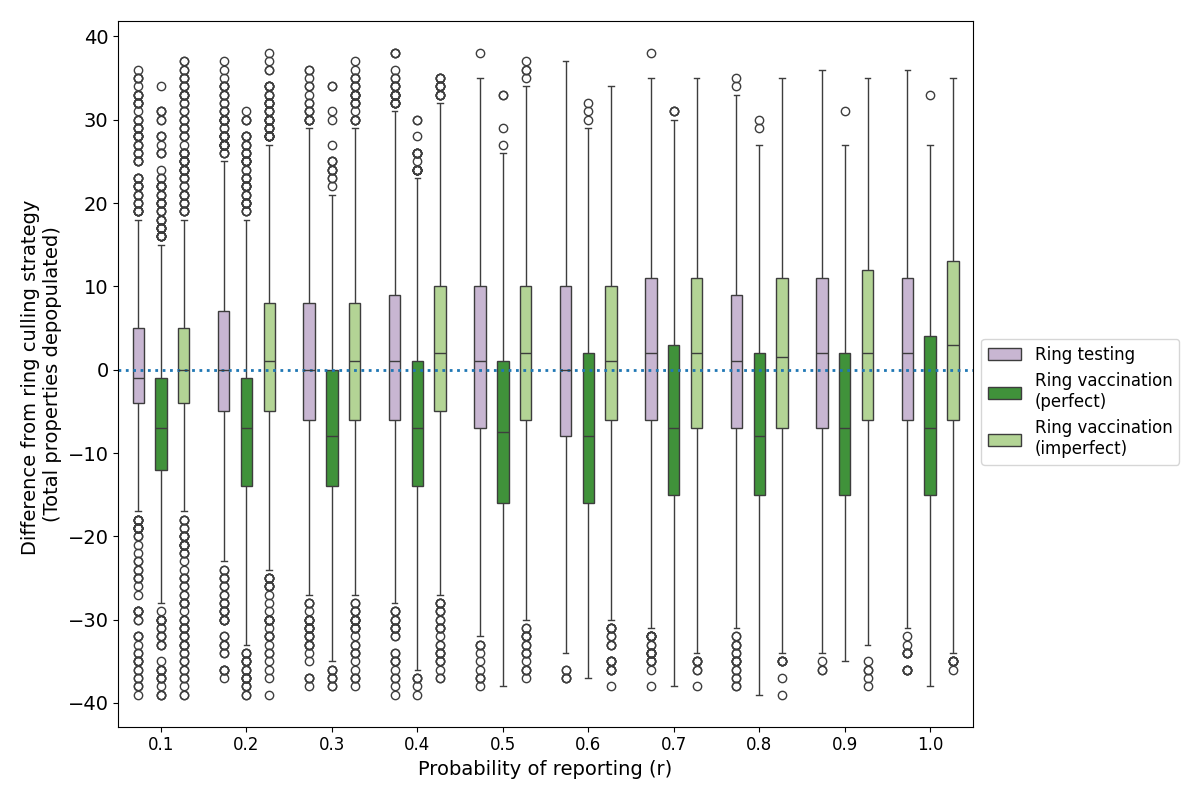 Difference from ring culling strategy
(Total properties depopulated)
40
30
20
10
0
−10
−20
−30
−40
0.1 0.2 0.3 0.4 0.5 0.6 0.7 0.8 0.9 1.0
Probability of reporting (r)
Ring testing
Ring vaccination
(perfect)
Ring vaccination
(imperfect)